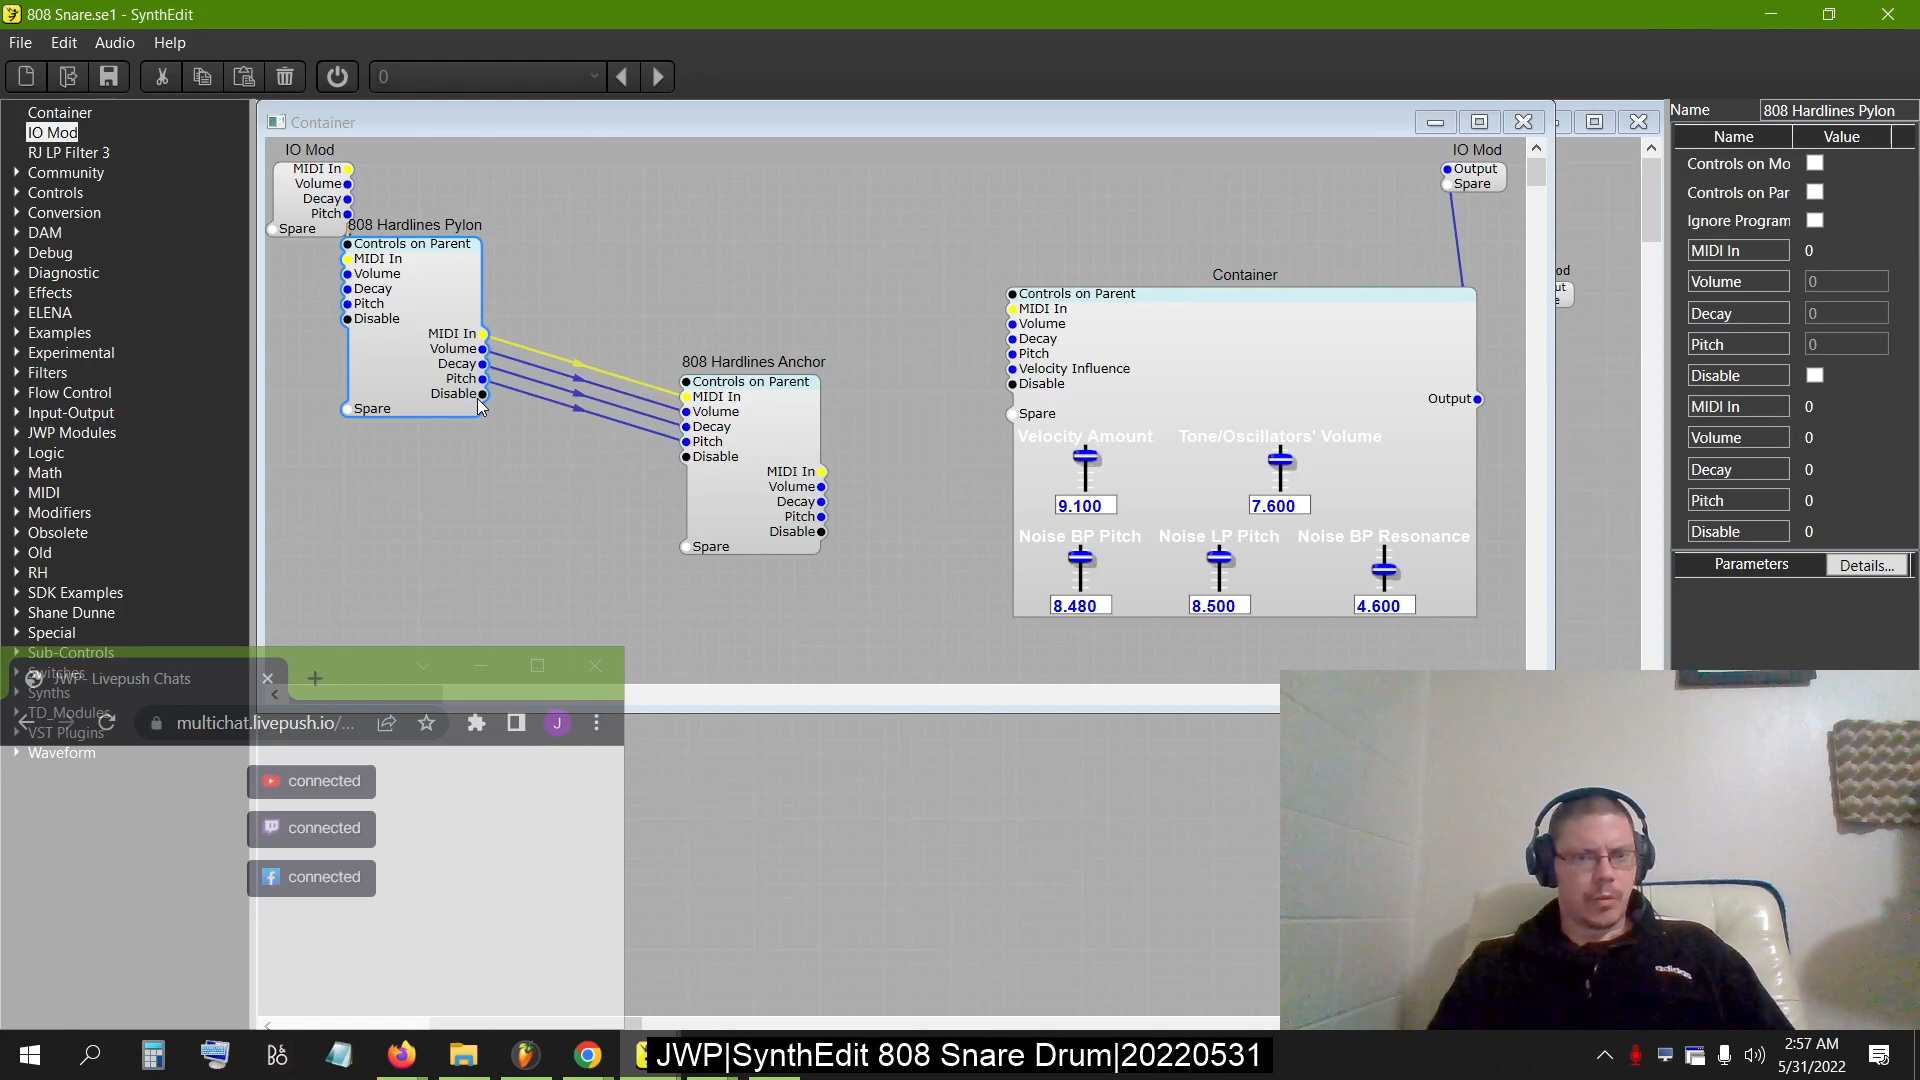 808 Snare.se1 - SynthEdit
File Edit Audio Help
0
Container
IO Mod
RJ LP Filter 3
Community
Controls
Conversion
DAM
Debug
Diagnostic
Effects
ELENA
Examples
Experimental
Filters
Flow Control
Input-Output
JWP Modules
Logic
Math
MIDI
Modifiers
Obsolete
Old
RH
SDK Examples
Shane Dunne
Special
Sub-Controls
Switches
Synths
TD_Modules
VST Plugins
Waveform
Container
IO Mod
MIDI In
Volume
Decay
Pitch
Spare
808 Hardlines Pylon
Controls on Parent
MIDI In
Volume
Decay
Pitch
Disable
MIDI In
Volume
Decay
Pitch
Disable
Spare
808 Hardlines Anchor
Controls on Parent
MIDI In
Volume
Decay
Pitch
Disable
MIDI In
Volume
Decay
Pitch
Disable
Spare
IO Mod
Output
Spare
Container
Controls on Parent
MIDI In
Volume
Decay
Pitch
Velocity Influence
Disable
Output
Spare
Velocity Amount Tone/Oscillators' Volume
9.100 7.600
Noise BP Pitch Noise LP Pitch Noise BP Resonance
8.480 8.500 4.600
od
ut
e
Name 808 Hardlines Pylon
Name Value
Controls on Mo
Controls on Par
Ignore Program
MIDI In 0
Volume 0
Decay 0
Pitch 0
Disable
MIDI In 0
Volume 0
Decay 0
Pitch 0
Disable 0
Parameters Details...
JWP- Livepush Chats
multichat.livepush.io/...
J
connected
connected
connected
adidas
JWP|SynthEdit 808 Snare Drum|20220531
2:57 AM
5/31/2022